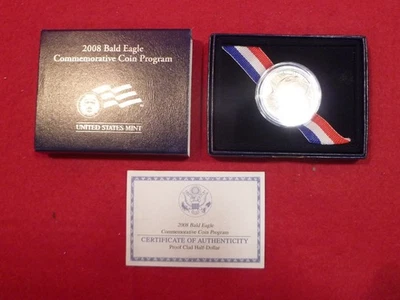 2008 Bald Eagle
Commemorative Coin Program
UNITED STATES MINT
2008 Bald Eagle
Commemorative Coin Program
CERTIFICATE OF AUTHENTICITY
Proof Clad Half Dollar